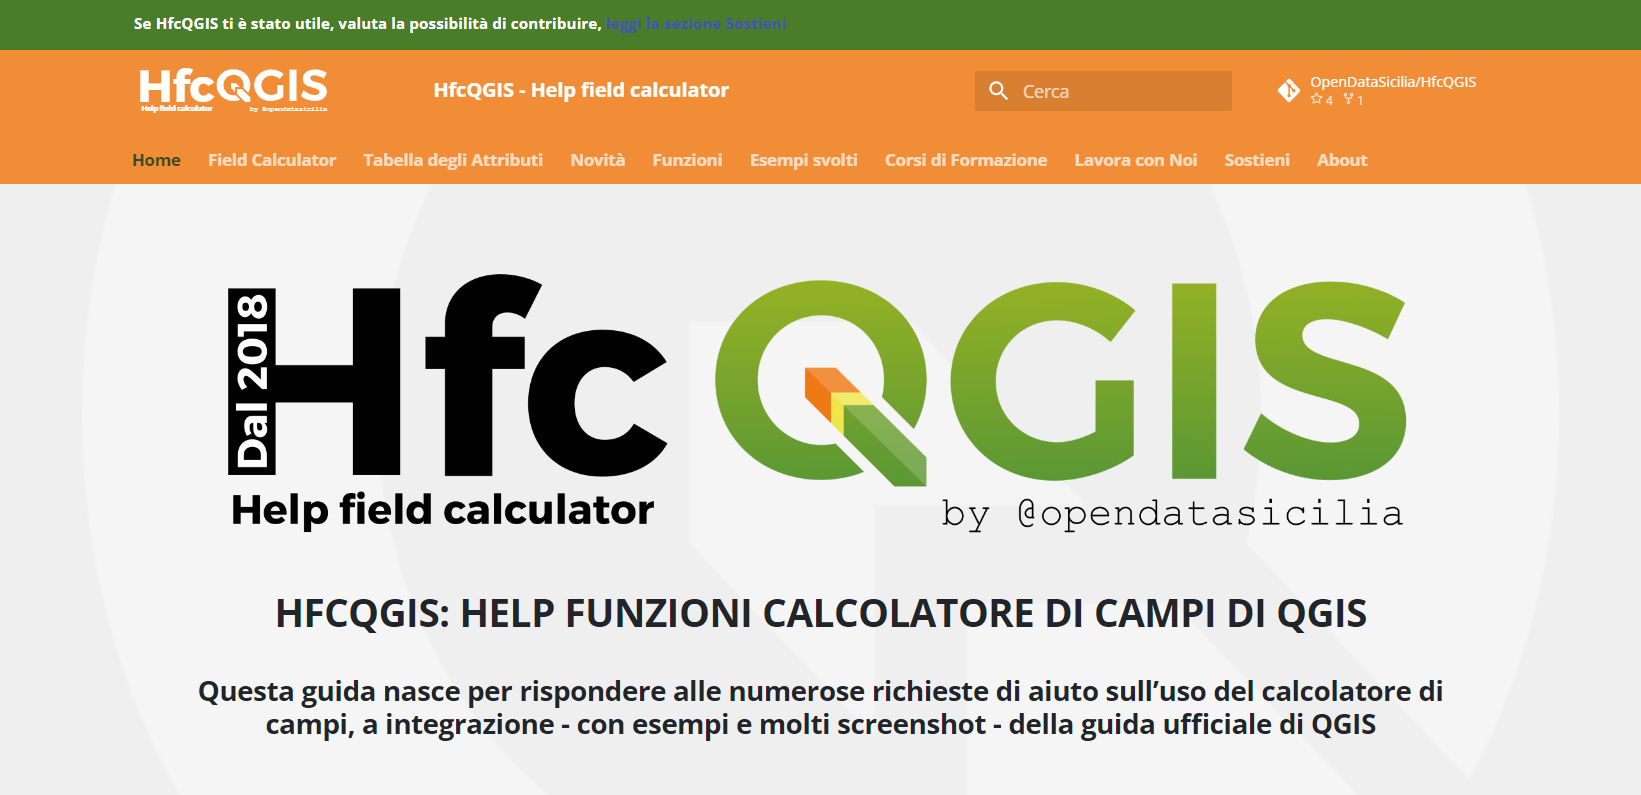 Se HfcQGIS ti è stato utile, valuta la possibilità di contribuire, leggi la sezione Sostieni
HfcQGIS
Help field calculator
by @opendatasicilia
HfcQGIS - Help field calculator
Cerca
OpenDataSicilia/HfcQGIS
4 1
Home Field Calculator Tabella degli Attributi Novità Funzioni Esempi svolti Corsi di Formazione Lavora con Noi Sostieni About
Dal 2018
Hfc QGIS
Help field calculator
by @opendatasicilia
HFCQGIS: HELP FUNZIONI CALCOLATORE DI CAMPI DI QGIS
Questa guida nasce per rispondere alle numerose richieste di aiuto sull’uso del calcolatore di
campi, a integrazione - con esempi e molti screenshot - della guida ufficiale di QGIS